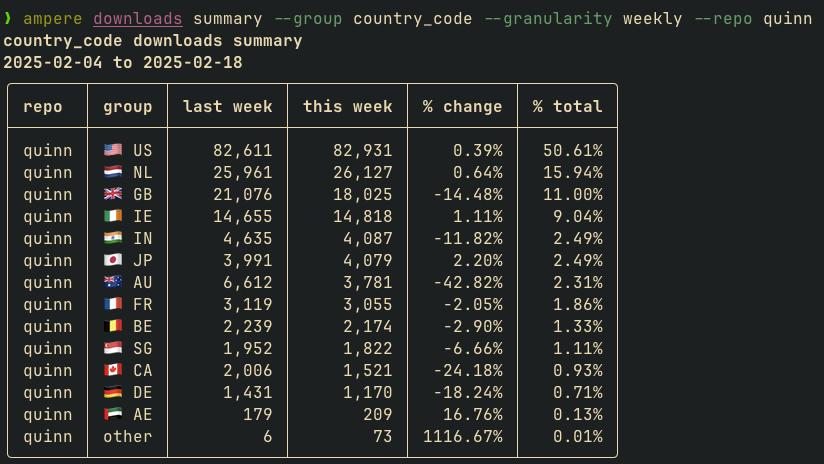 ❯ ampere downloads summary --group country_code --granularity weekly --repo quinn
country_code downloads summary
2025-02-04 to 2025-02-18
repo group last week this week % change % total
quinn 🇺🇸 US 82,611 82,931 0.39% 50.61%
quinn 🇳🇱 NL 25,961 26,127 0.64% 15.94%
quinn 🇬🇧 GB 21,076 18,025 -14.48% 11.00%
quinn 🇮🇪 IE 14,655 14,818 1.11% 9.04%
quinn 🇮🇳 IN 4,635 4,087 -11.82% 2.49%
quinn 🇯🇵 JP 3,991 4,079 2.20% 2.49%
quinn 🇦🇺 AU 6,612 3,781 -42.82% 2.31%
quinn 🇫🇷 FR 3,119 3,055 -2.05% 1.86%
quinn 🇧🇪 BE 2,239 2,174 -2.90% 1.33%
quinn 🇸🇬 SG 1,952 1,822 -6.66% 1.11%
quinn 🇨🇦 CA 2,006 1,521 -24.18% 0.93%
quinn 🇩🇪 DE 1,431 1,170 -18.24% 0.71%
quinn 🇦🇪 AE 179 209 16.76% 0.13%
quinn other 6 73 1116.67% 0.01%